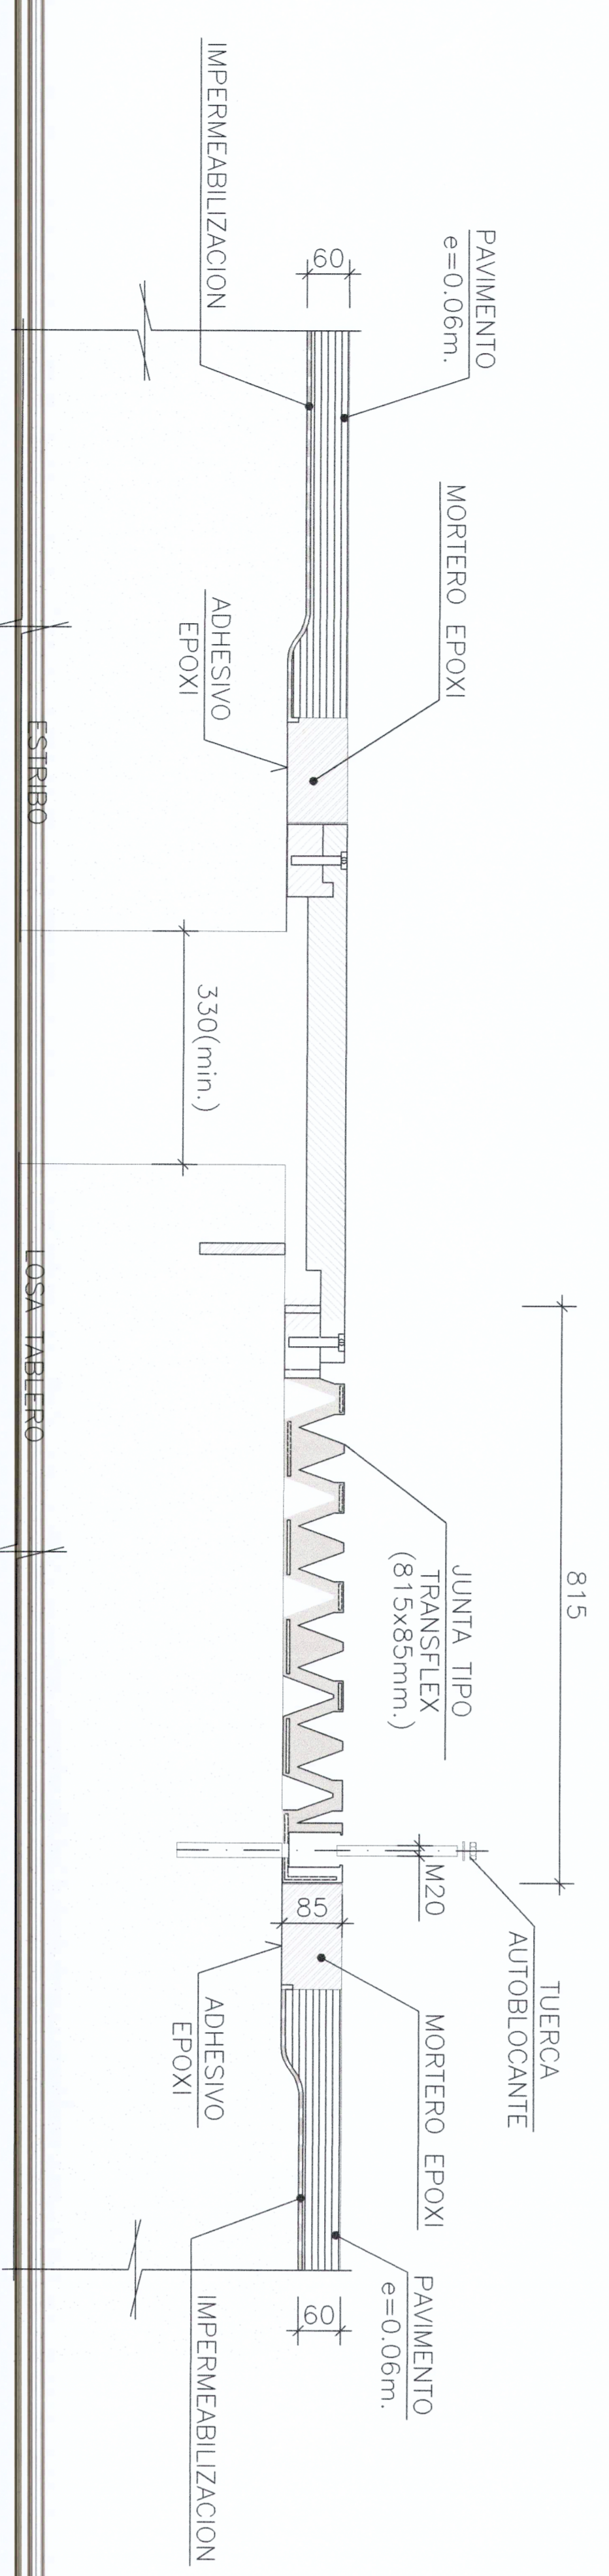 PAVIMENTO
e=0.06m.
60
IMPERMEABILIZACION
MORTERO EPOXI
ADHESIVO
EPOXI
ESTRIBO
330(min.)
LOSA TABLERO
815
JUNTA TIPO
TRANSFLEX
(815x85mm.)
M20
TUERCA
AUTOBLOCANTE
85
MORTERO EPOXI
ADHESIVO
EPOXI
PAVIMENTO
e=0.06m.
60
IMPERMEABILIZACION